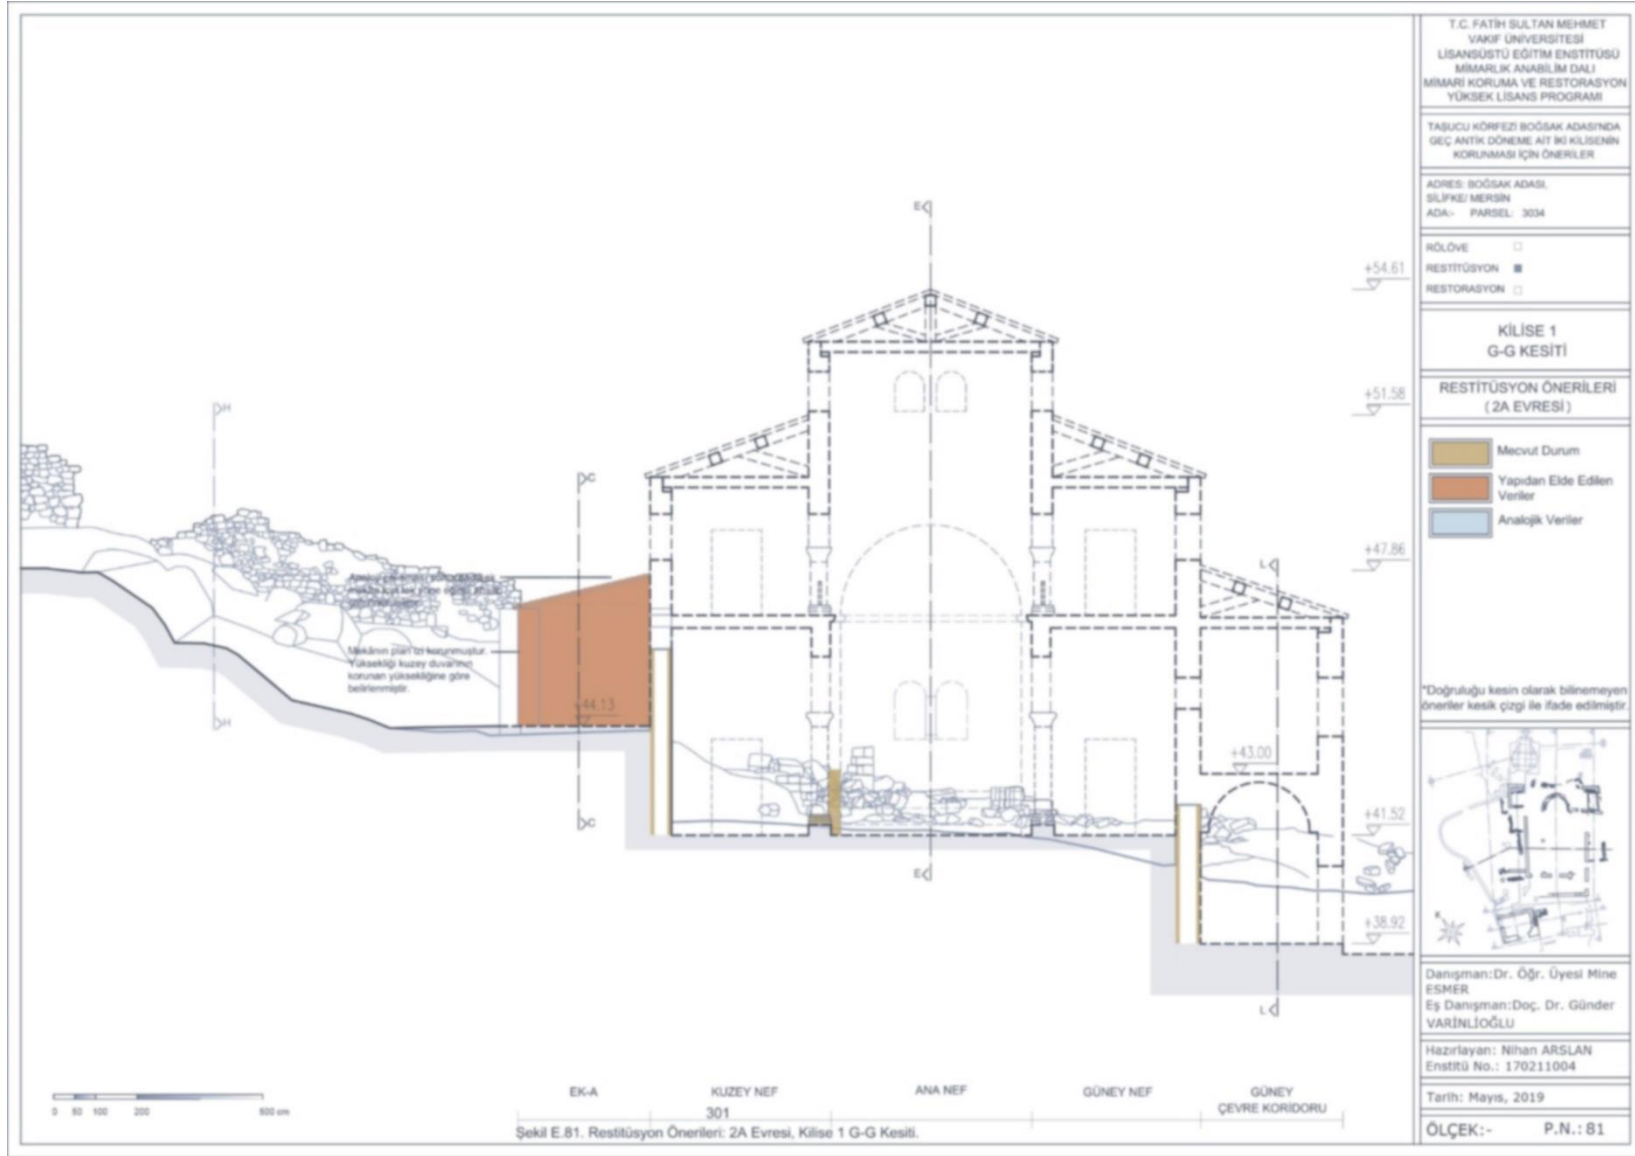 T.C. FATİH SULTAN MEHMET
VAKIF ÜNİVERSİTESİ
LİSANSÜSTÜ EĞİTİM ENSTİTÜSÜ
MİMARLIK ANABİLİM DALI
MİMARİ KORUMA VE RESTORASYON
YÜKSEK LİSANS PROGRAMI
TAŞUCU KÖRFEZİ BOĞSAK ADASI'NDA
GEÇ ANTİK DÖNEME AİT İKİ KİLİSENİN
KORUNMASI İÇİN ÖNERİLER
ADRES: BOĞSAK ADASI,
SİLİFKE/ MERSİN
ADA:- PARSEL: 3034
RÖLÖVE
RESTİTÜSYON
RESTORASYON
KİLİSE 1
G-G KESİTİ
RESTİTÜSYON ÖNERİLERİ
( 2A EVRESİ )
Mecvut Durum
Yapıdan Elde Edilen
Veriler
Analojik Veriler
*Doğruluğu kesin olarak bilinemeyen
öneriler kesik çizgi ile ifade edilmiştir.
K
Danışman:Dr. Öğr. Üyesi Mine
ESMER
Eş Danışman:Doç. Dr. Günder
VARİNLİOĞLU
Hazırlayan: Nihan ARSLAN
Enstitü No.: 170211004
Tarih: Mayıs, 2019
ÖLÇEK:- P.N.: 81
E
+54.61
+51.58
H
C
+47.86
L
Mekânın plan izi korunmuştur.
Yüksekliği kuzey duvarının
korunan yüksekliğine göre
belirlenmiştir.
+44.13
H
+43.00
C
+41.52
E
+38.92
L
0 50 100 200 500 cm
EK-A KUZEY NEF ANA NEF GÜNEY NEF GÜNEY
ÇEVRE KORİDORU
301
Şekil E.81. Restitüsyon Önerileri: 2A Evresi, Kilise 1 G-G Kesiti.